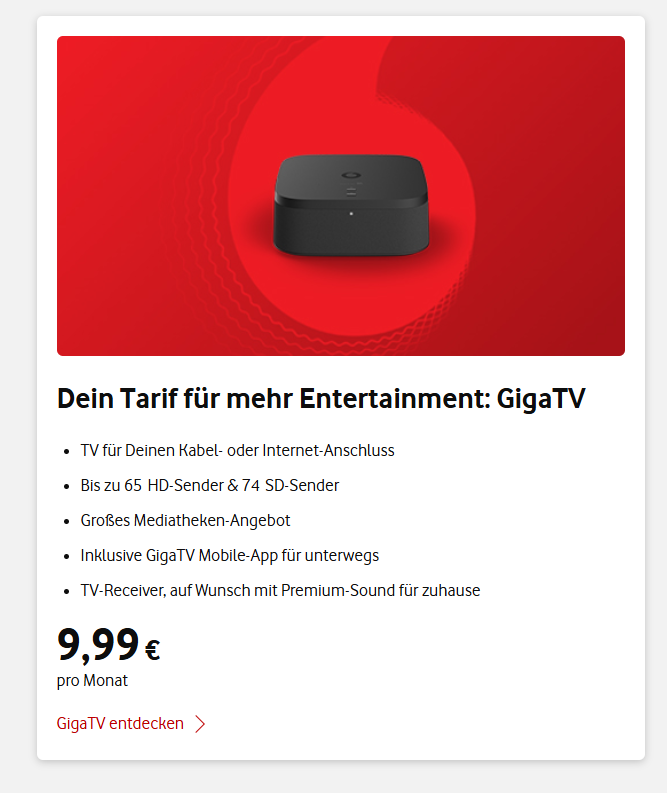 Dein Tarif für mehr Entertainment: GigaTV
TV für Deinen Kabel- oder Internet-Anschluss
Bis zu 65 HD-Sender & 74 SD-Sender
Großes Mediatheken-Angebot
Inklusive GigaTV Mobile-App für unterwegs
TV-Receiver, auf Wunsch mit Premium-Sound für zuhause
9,99 €
pro Monat
GigaTV entdecken